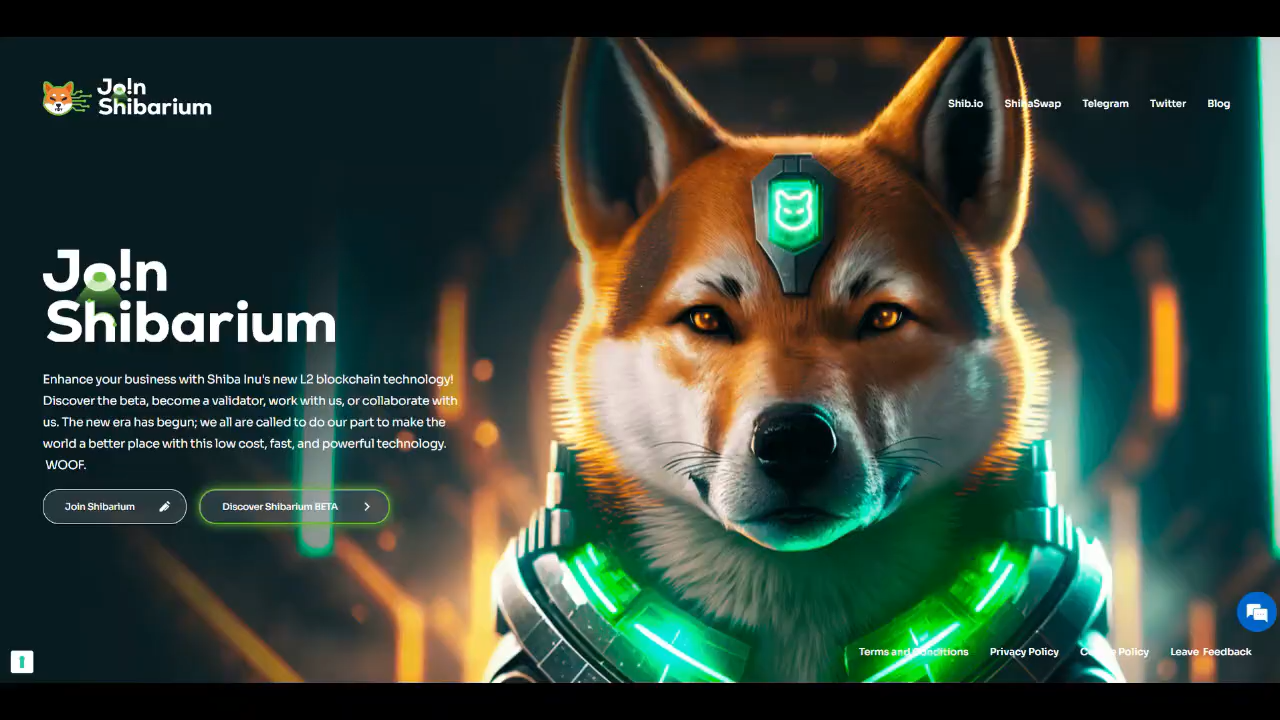 Jo!n
Shibarium
Shib.io ShibaSwap Telegram Twitter Blog
Jo!n
Shibarium
Enhance your business with Shiba Inu's new L2 blockchain technology!
Discover the beta, become a validator, work with us, or collaborate with
us. The new era has begun; we all are called to do our part to make the
world a better place with this low cost, fast, and powerful technology.
WOOF.
Join Shibarium Discover Shibarium BETA
Terms and Conditions Privacy Policy Cookie Policy Leave Feedback